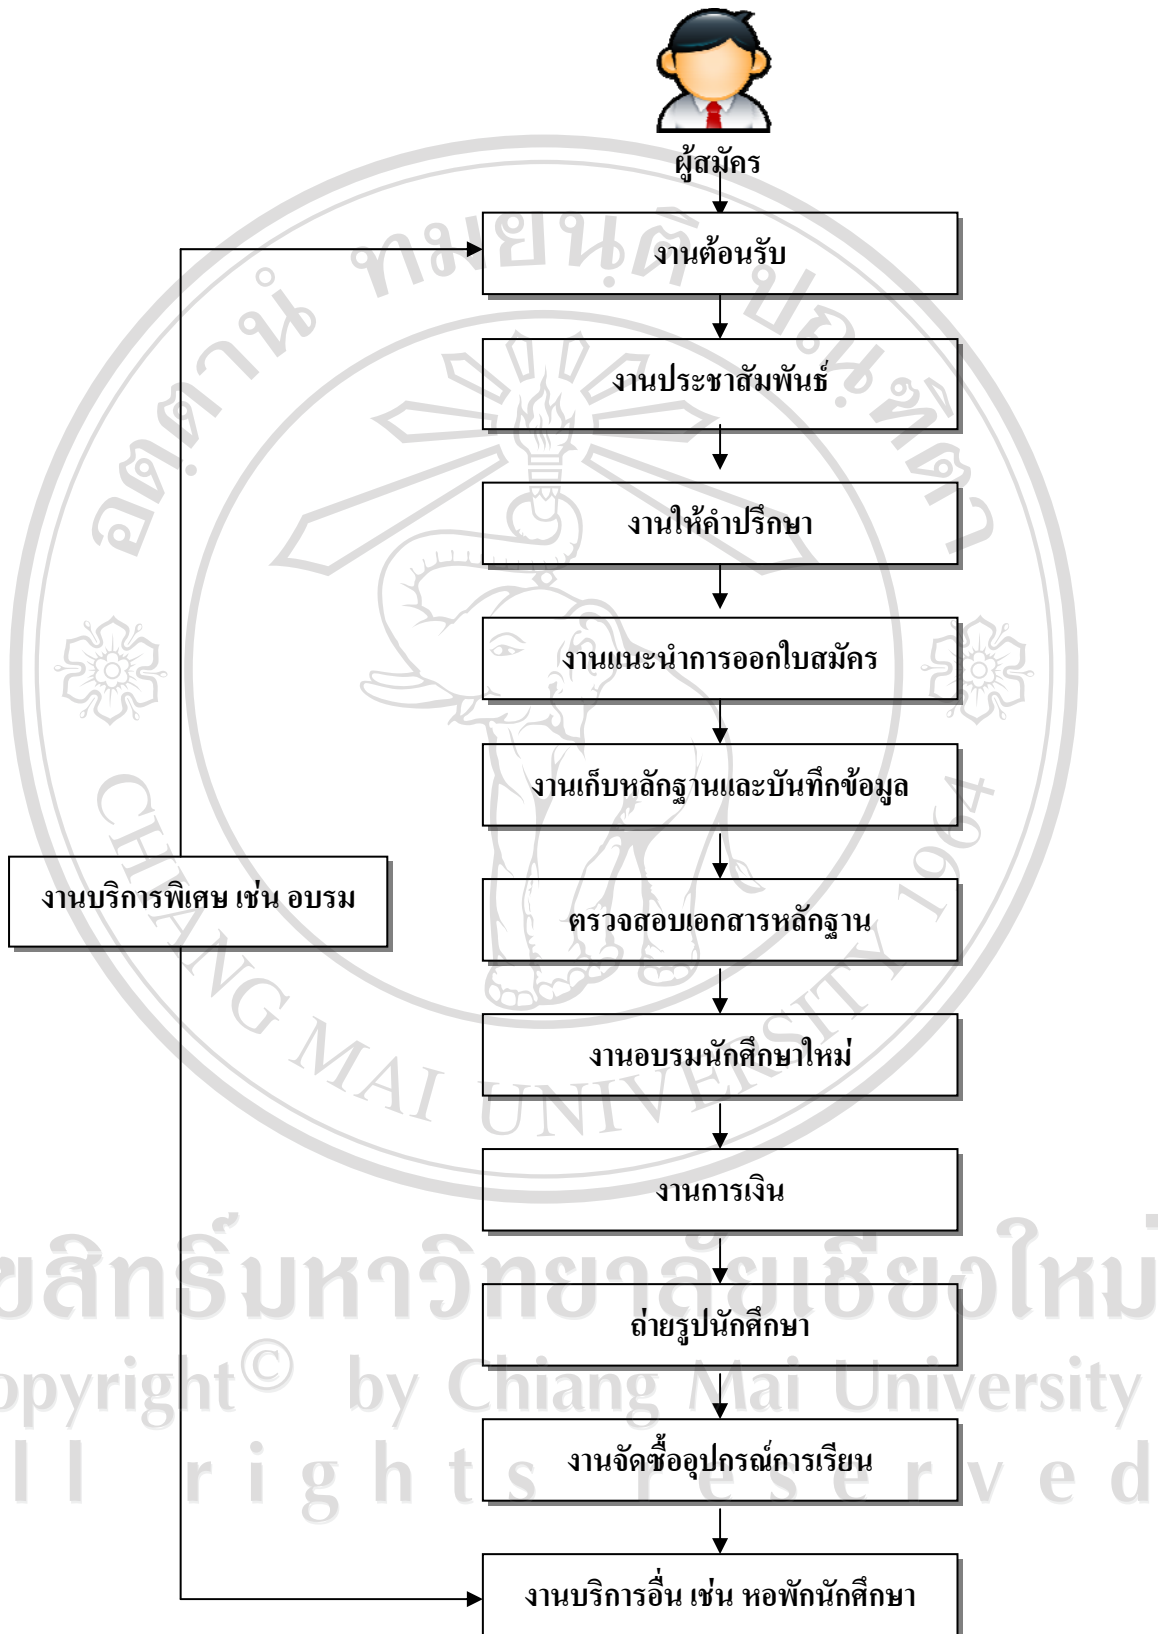 ผู้สมัคร
งานต้อนรับ
งานประชาสัมพันธ์
งานให้คำปรึกษา
งานแนะนำการออกใบสมัคร
งานเก็บหลักฐานและบันทึกข้อมูล
งานบริการพิเศษ เช่น อบรม
ตรวจสอบเอกสารหลักฐาน
งานอบรมนักศึกษาใหม่
งานการเงิน
ถ่ายรูปนักศึกษา
งานจัดซื้ออุปกรณ์การเรียน
งานบริการอื่น เช่น หอพักนักศึกษา
CHIANG MAI UNIVERSITY 1964
ขสิทธิ์มหาวิทยาลัยเชียงใหม่
opyright© by Chiang Mai University
ll rights reserved